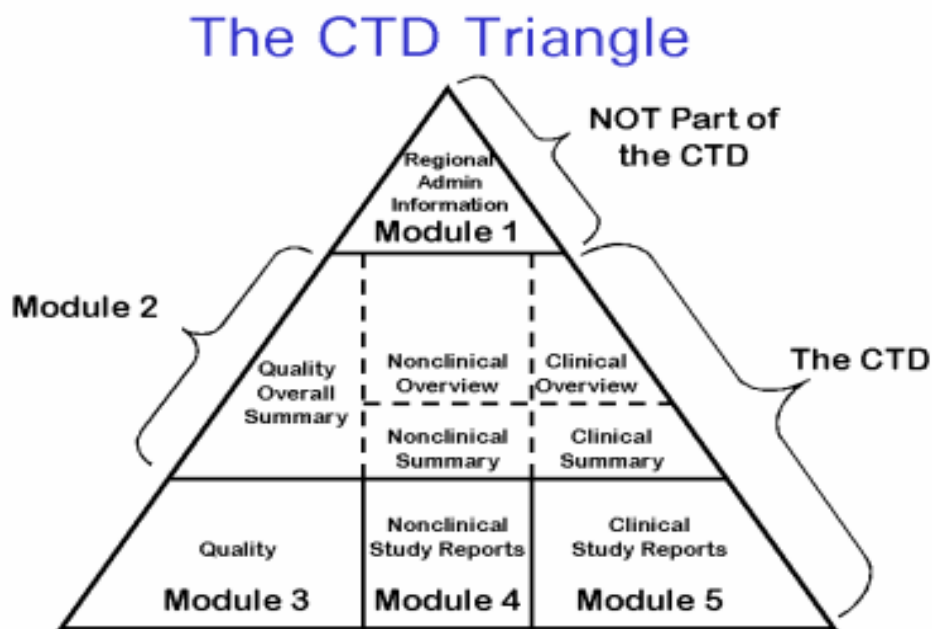 The CTD Triangle
NOT Part of
the CTD
Regional
Admin
Information
Module 1
Module 2
The CTD
Quality
Overall
Summary
Nonclinical
Overview
Clinical
Overview
Nonclinical
Summary
Clinical
Summary
Quality
Module 3
Nonclinical
Study Reports
Module 4
Clinical
Study Reports
Module 5